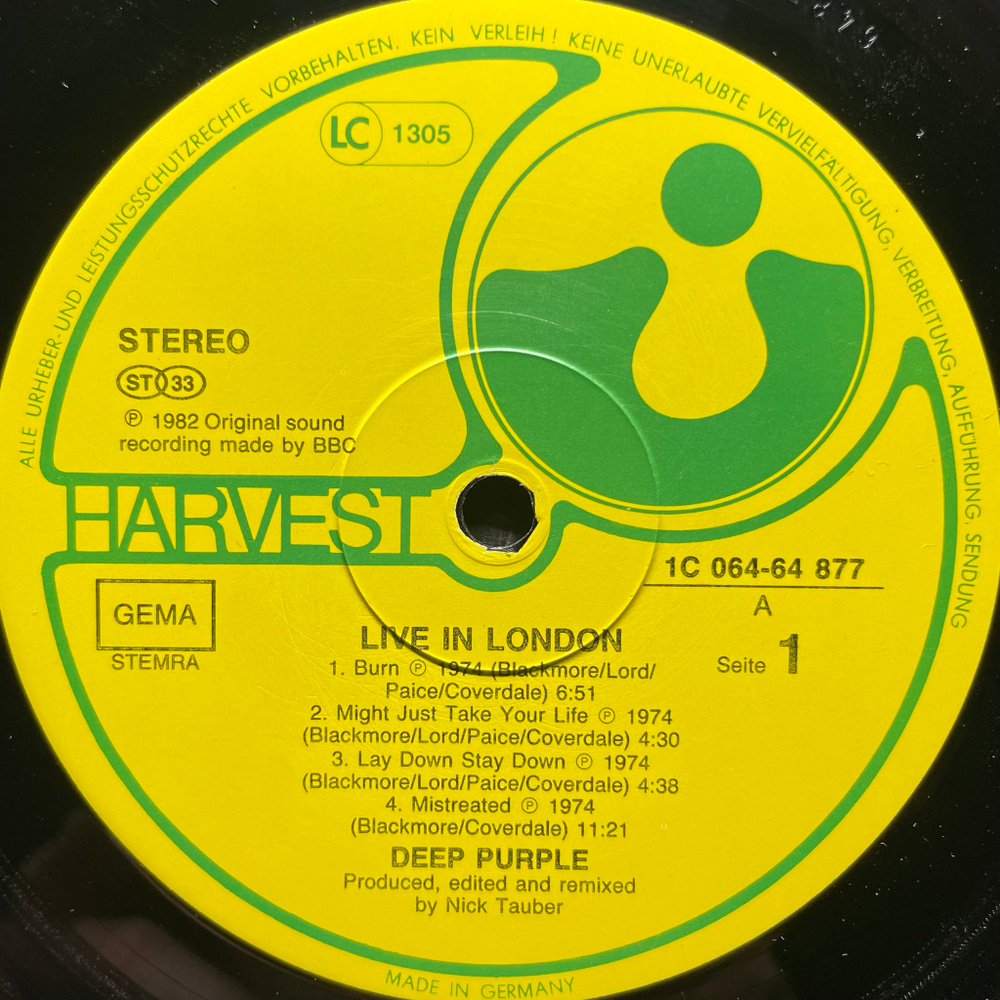 ALLE URHEBER- UND LEISTUNGSSCHUTZRECHTE VORBEHALTEN. KEIN VERLEIH! KEINE UNERLAUBTE VERVIELFÄLTIGUNG, VERBREITUNG, AUFFÜHRUNG, SENDUNG
LC 1305
STEREO
ST 33
℗ 1982 Original sound
recording made by BBC
HARVEST
1C 064-64 877
A
Seite 1
GEMA
STEMRA
LIVE IN LONDON
1. Burn ℗ 1974 (Blackmore/Lord/
Paice/Coverdale) 6:51
2. Might Just Take Your Life ℗ 1974
(Blackmore/Lord/Paice/Coverdale) 4:30
3. Lay Down Stay Down ℗ 1974
(Blackmore/Lord/Paice/Coverdale) 4:38
4. Mistreated ℗ 1974
(Blackmore/Coverdale) 11:21
DEEP PURPLE
Produced, edited and remixed
by Nick Tauber
MADE IN GERMANY